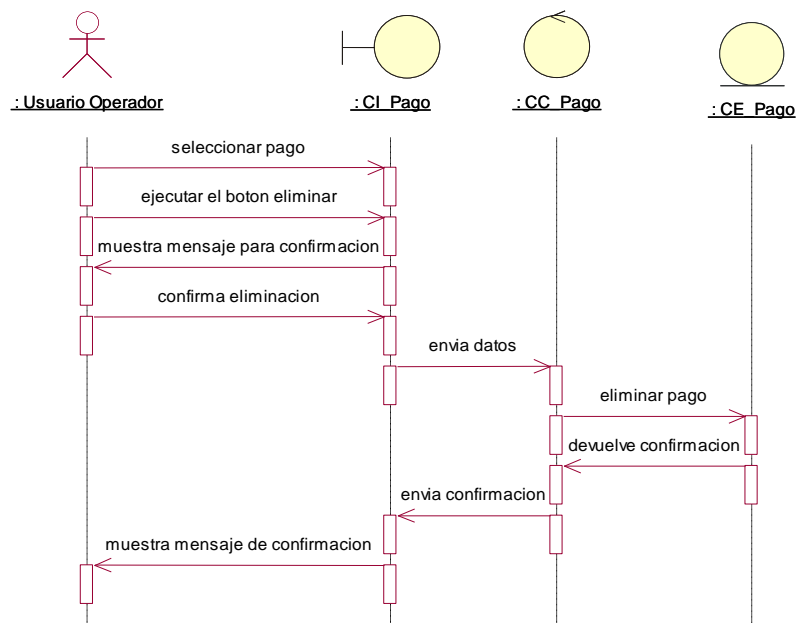 : Usuario Operador
: CI_Pago
: CC_Pago
: CE_Pago
seleccionar pago
ejecutar el boton eliminar
muestra mensaje para confirmacion
confirma eliminacion
envia datos
eliminar pago
devuelve confirmacion
envia confirmacion
muestra mensaje de confirmacion